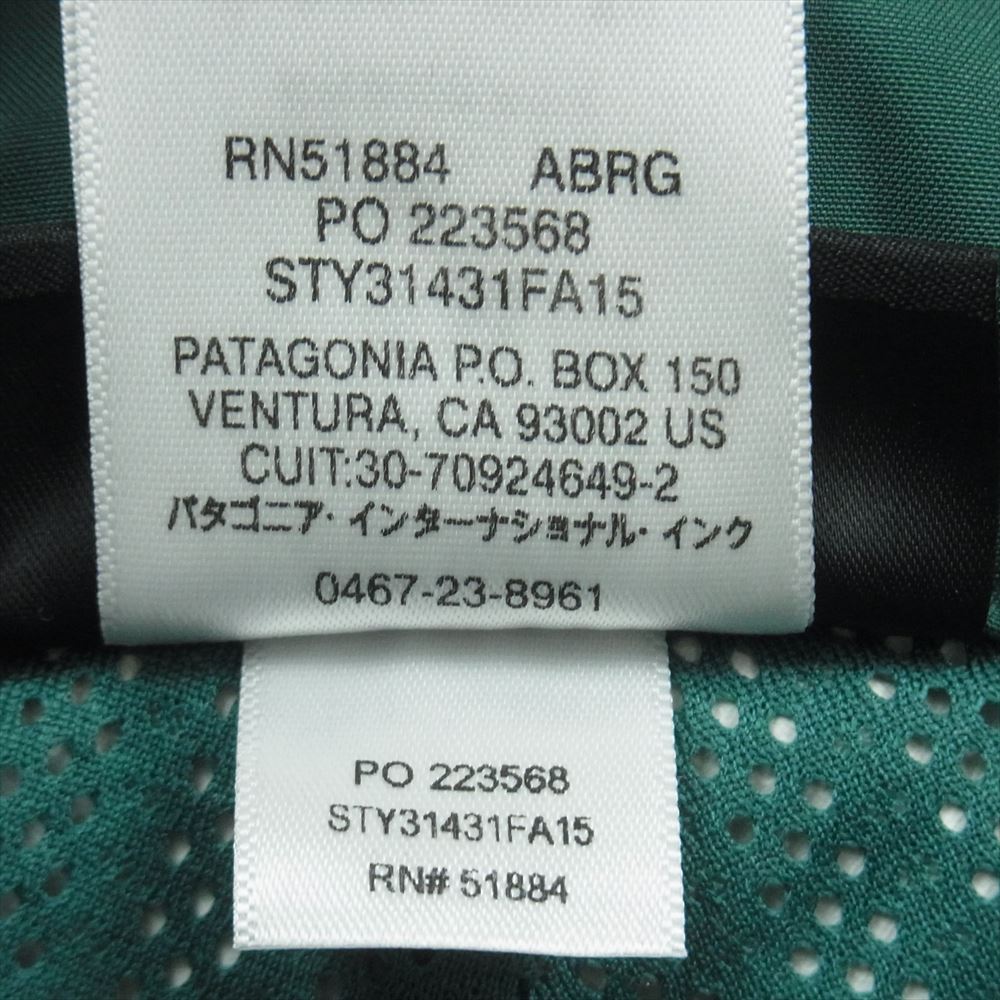 RN51884 ABRG
PO 223568
STY31431FA15
PATAGONIA P.O. BOX 150
VENTURA, CA 93002 US
CUIT:30-70924649-2
パタゴニア・インターナショナル・インク
0467-23-8961
PO 223568
STY31431FA15
RN# 51884